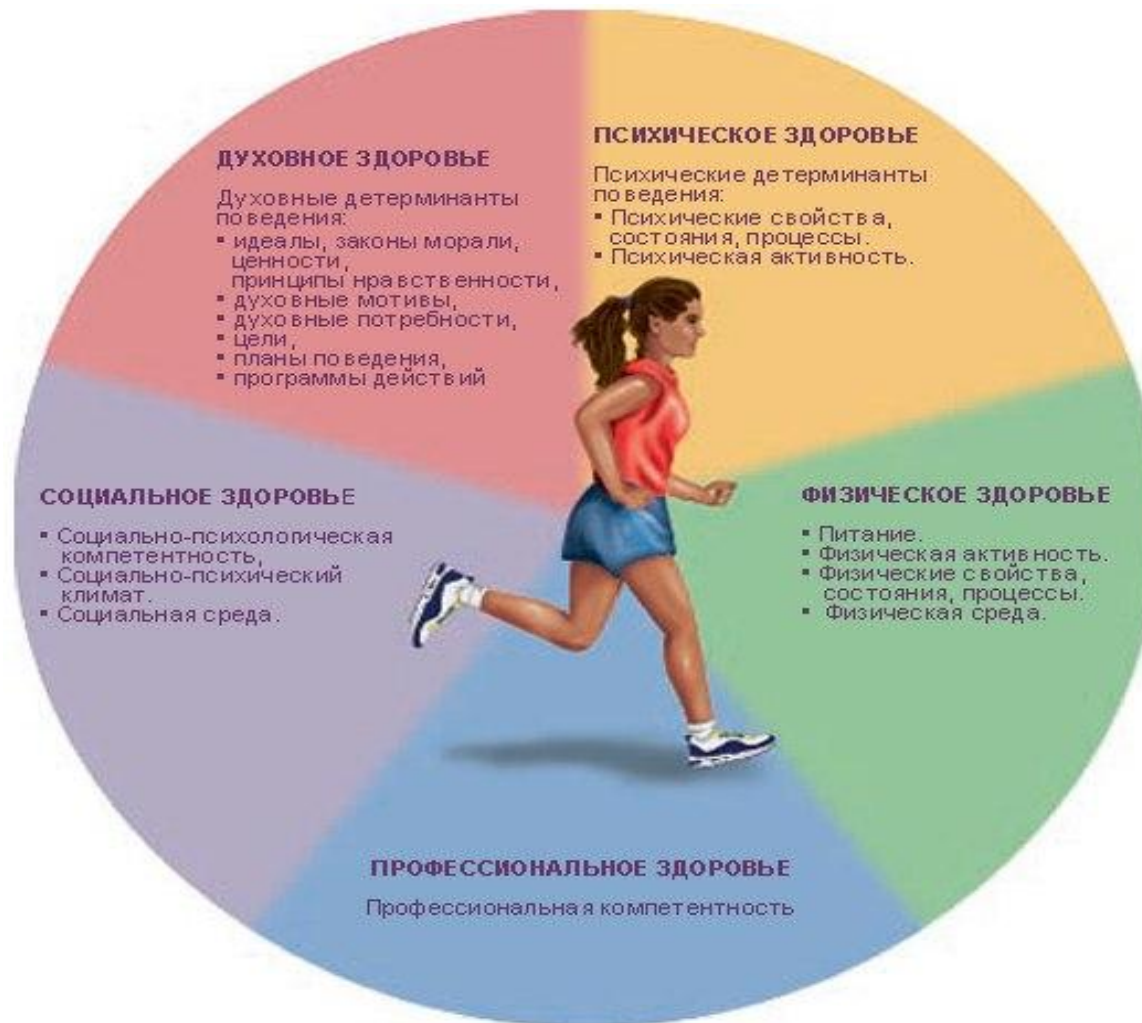 ДУХОВНОЕ ЗДОРОВЬЕ
Духовные детерминанты
поведения:
▪ идеалы, законы морали,
ценности,
принципы нравственности,
▪ духовные мотивы,
▪ духовные потребности,
▪ цели,
▪ планы поведения,
▪ программы действий
ПСИХИЧЕСКОЕ ЗДОРОВЬЕ
Психические детерминанты
поведения:
▪ Психические свойства,
состояния, процессы.
▪ Психическая активность.
СОЦИАЛЬНОЕ ЗДОРОВЬЕ
▪ Социально-психологическая
компетентность,
▪ Социально-психический
климат.
▪ Социальная среда.
ФИЗИЧЕСКОЕ ЗДОРОВЬЕ
▪ Питание.
▪ Физическая активность.
▪ Физические свойства,
состояния, процессы.
▪ Физическая среда.
ПРОФЕССИОНАЛЬНОЕ ЗДОРОВЬЕ
Профессиональная компетентность